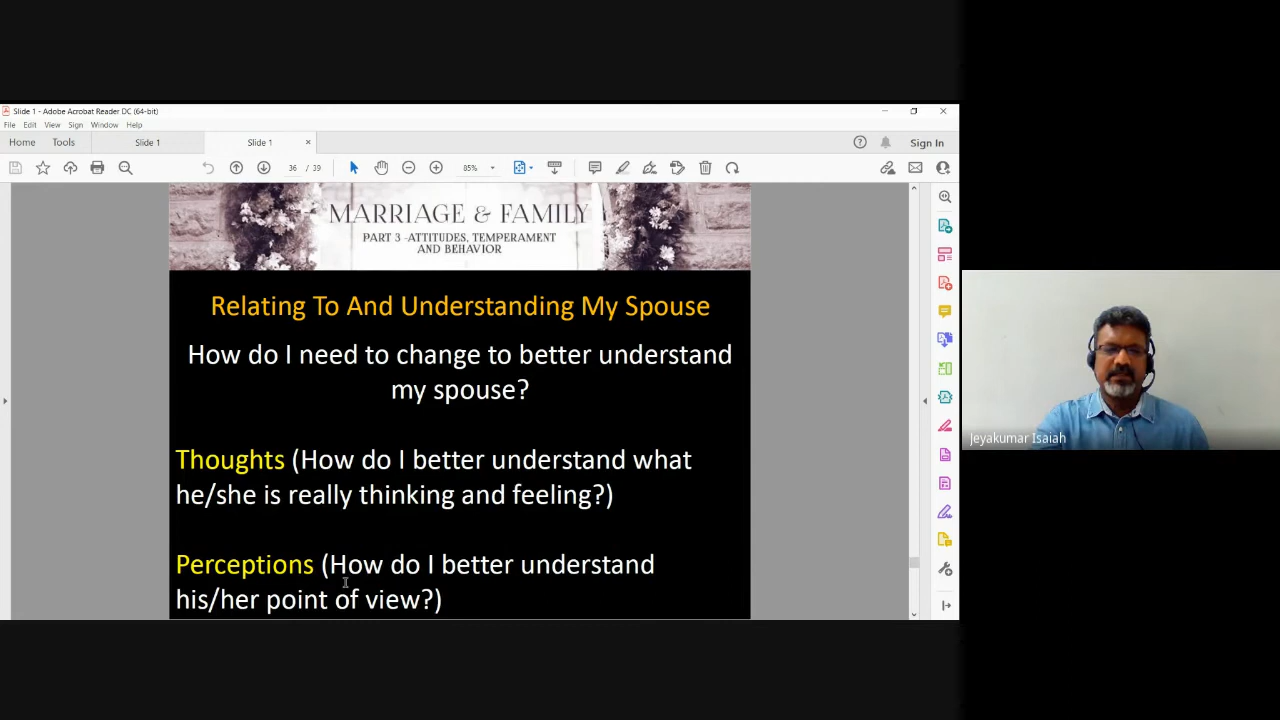 Slide 1 - Adobe Acrobat Reader DC (64-bit)
File Edit View Sign Window Help
Home Tools Slide 1 Slide 1 × Sign In
36 / 39 85%
MARRIAGE & FAMILY
PART 3 -ATTITUDES, TEMPERAMENT
AND BEHAVIOR
Relating To And Understanding My Spouse
How do I need to change to better understand
my spouse?
Thoughts (How do I better understand what
he/she is really thinking and feeling?)
Perceptions (How do I better understand
his/her point of view?)
Jeyakumar Isaiah